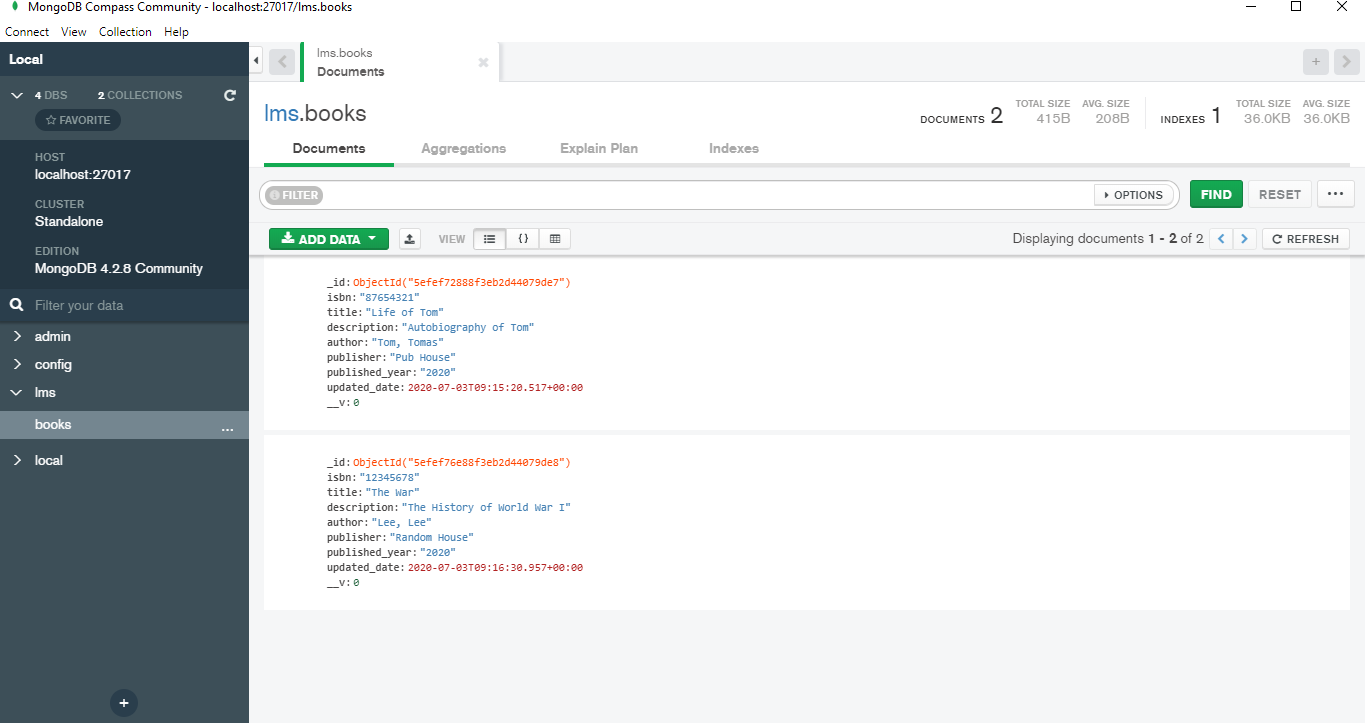 MongoDB Compass Community - localhost:27017/lms.books
Connect View Collection Help
Local
4 DBS 2 COLLECTIONS
FAVORITE
HOST
localhost:27017
CLUSTER
Standalone
EDITION
MongoDB 4.2.8 Community
Filter your data
admin
config
lms
books ...
local
+
lms.books
Documents
+
lms.books
DOCUMENTS 2 TOTAL SIZE 415B AVG. SIZE 208B INDEXES 1 TOTAL SIZE 36.0KB AVG. SIZE 36.0KB
Documents Aggregations Explain Plan Indexes
FILTER OPTIONS FIND RESET ...
ADD DATA VIEW {} Displaying documents 1 - 2 of 2 REFRESH
_id: ObjectId("5efef72888f3eb2d44079de7")
isbn: "87654321"
title: "Life of Tom"
description: "Autobiography of Tom"
author: "Tom, Tomas"
publisher: "Pub House"
published_year: "2020"
updated_date: 2020-07-03T09:15:20.517+00:00
__v: 0
_id: ObjectId("5efef76e88f3eb2d44079de8")
isbn: "12345678"
title: "The War"
description: "The History of World War I"
author: "Lee, Lee"
publisher: "Random House"
published_year: "2020"
updated_date: 2020-07-03T09:16:30.957+00:00
__v: 0